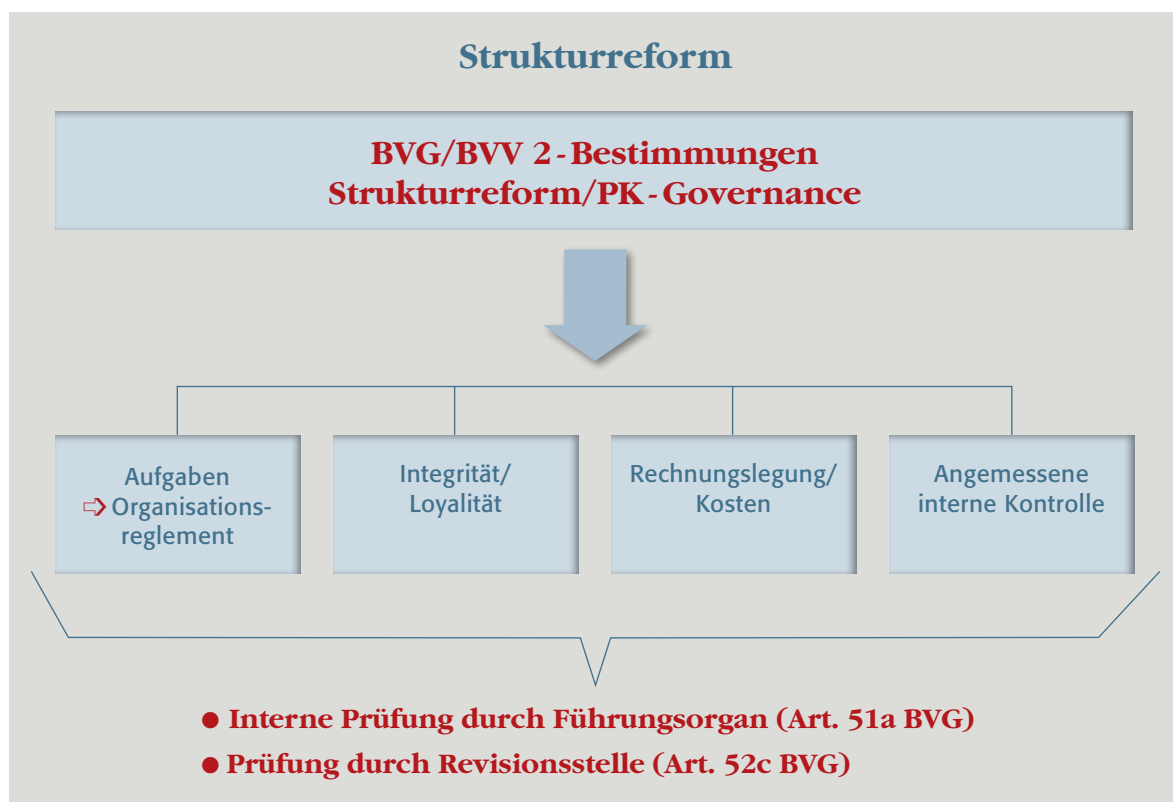 Strukturreform
BVG/BVV 2-Bestimmungen
Strukturreform/PK-Governance
Aufgaben
⇨ Organisations-
reglement
Integrität/
Loyalität
Rechnungslegung/
Kosten
Angemessene
interne Kontrolle
● Interne Prüfung durch Führungsorgan (Art. 51a BVG)
● Prüfung durch Revisionsstelle (Art. 52c BVG)